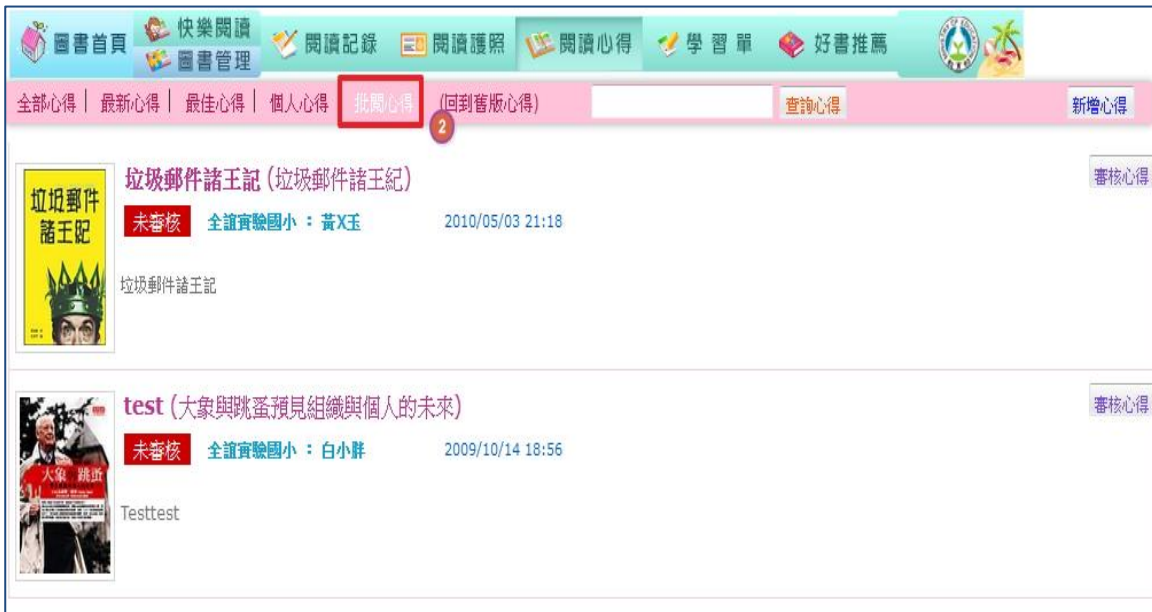 圖書首頁 快樂閱讀 圖書管理 閱讀記錄 閱讀護照 閱讀心得 學習單 好書推薦
全部心得 | 最新心得 | 最佳心得 | 個人心得 批閱心得 (回到舊版心得) 查詢心得 新增心得
2
垃圾郵件諸王記 (垃圾郵件諸王紀) 審核心得
未審核 全誼實驗國小 : 黃X玉 2010/05/03 21:18
垃圾郵件諸王記
垃圾郵件
諸王記
test (大象與跳蚤預見組織與個人的未來) 審核心得
未審核 全誼實驗國小 : 白小胖 2009/10/14 18:56
Testtest
大象 跳蚤